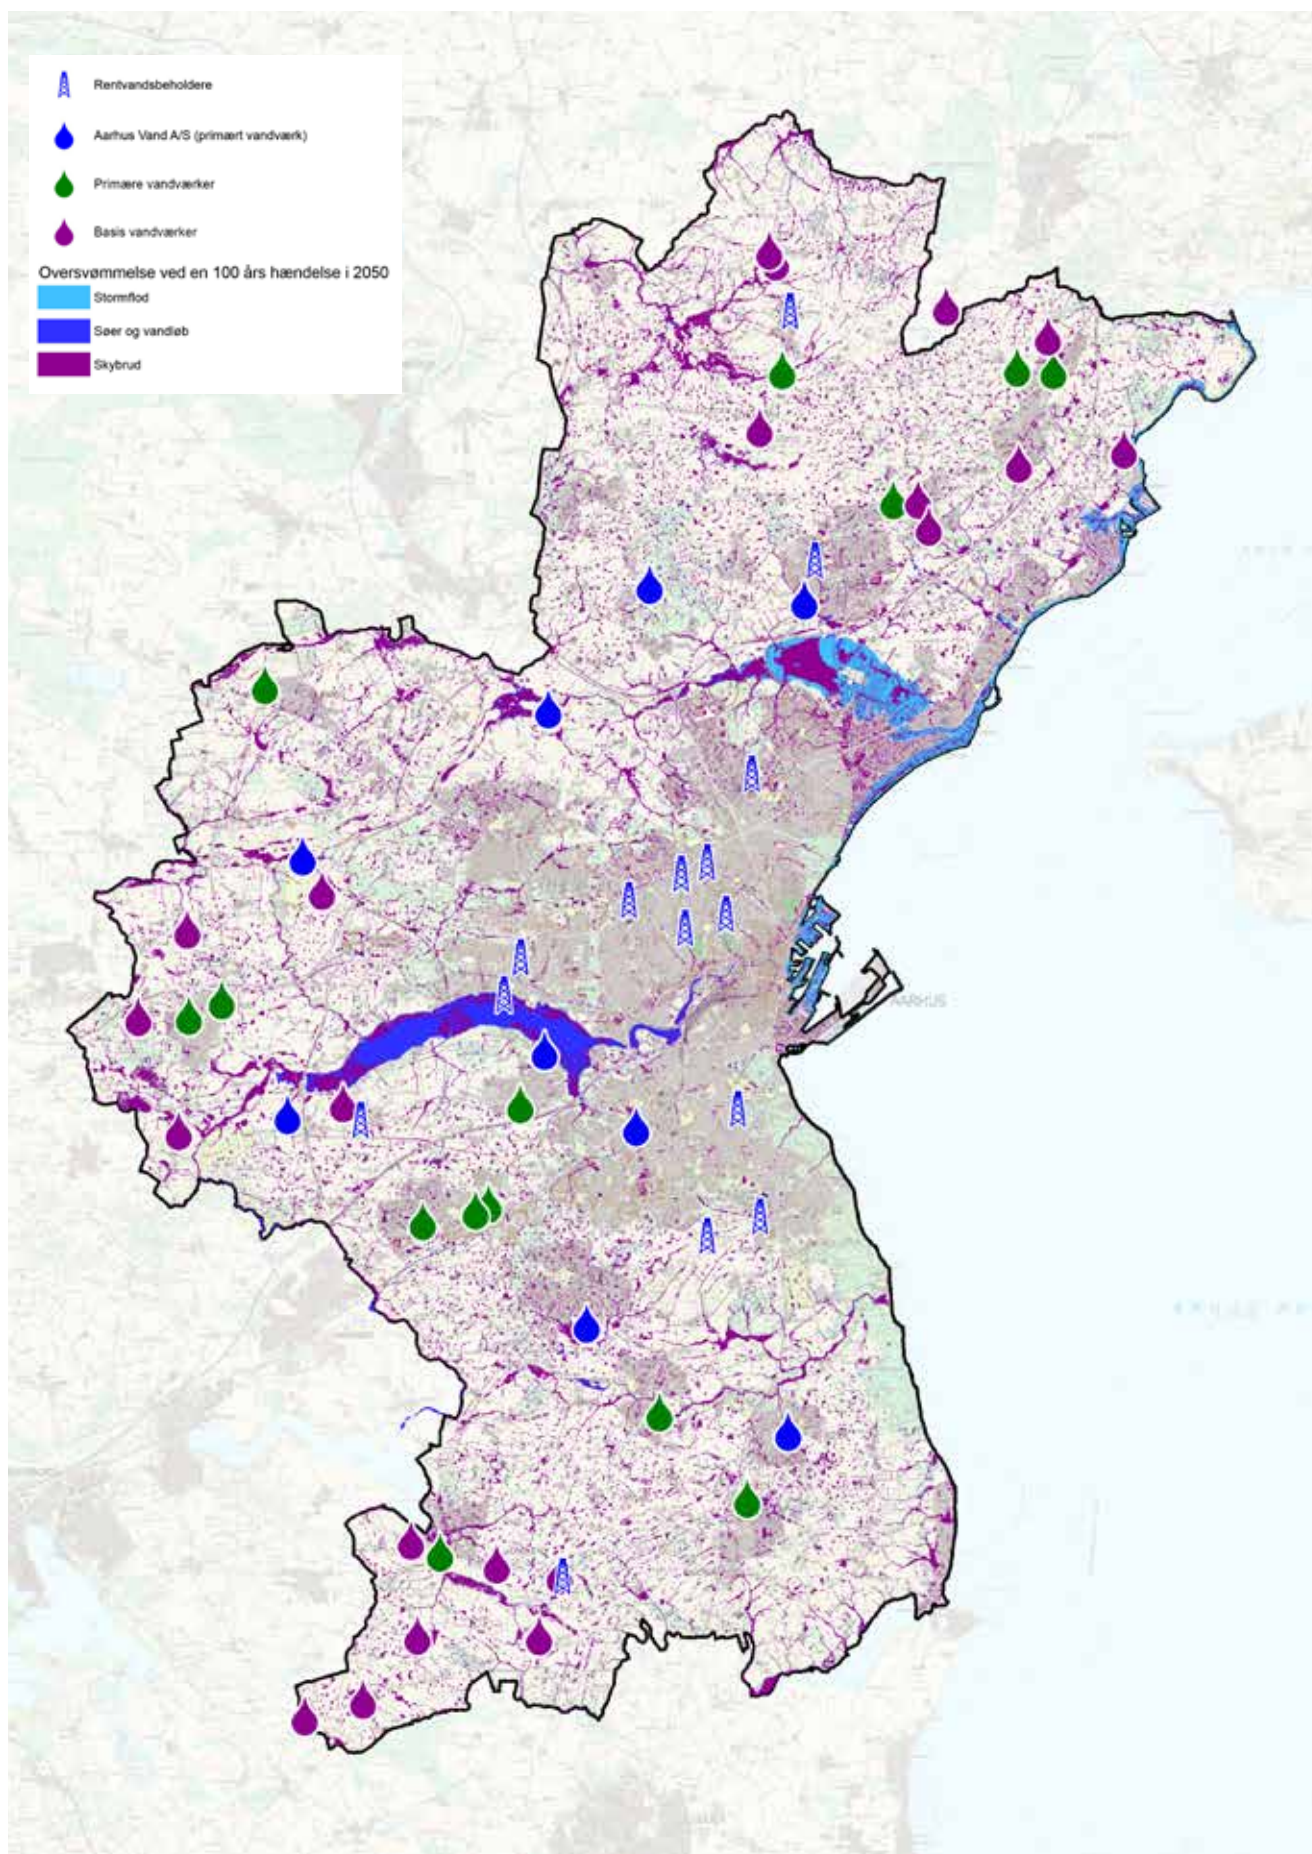 Rentvandsbeholdere
Aarhus Vand A/S (primært vandværk)
Primære vandværker
Basis vandværker
Oversvømmelse ved en 100 års hændelse i 2050
Stormflod
Søer og vandløb
Skybrud
AARHUS